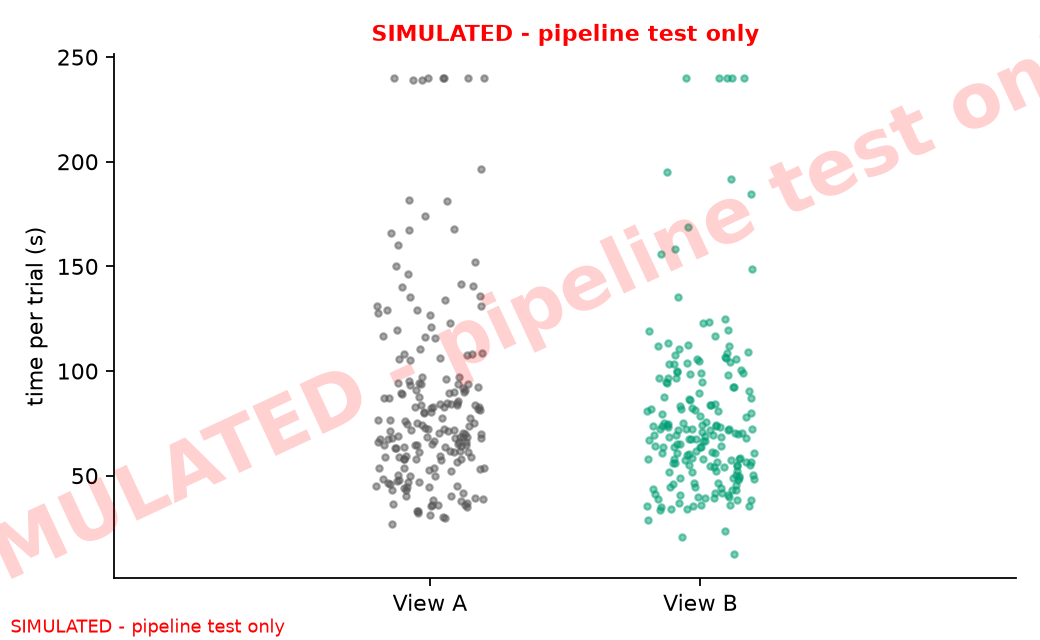 SIMULATED - pipeline test only
250
200
150
100
50
time per trial (s)
MULATED - pipeline test on
View A
View B
SIMULATED - pipeline test only